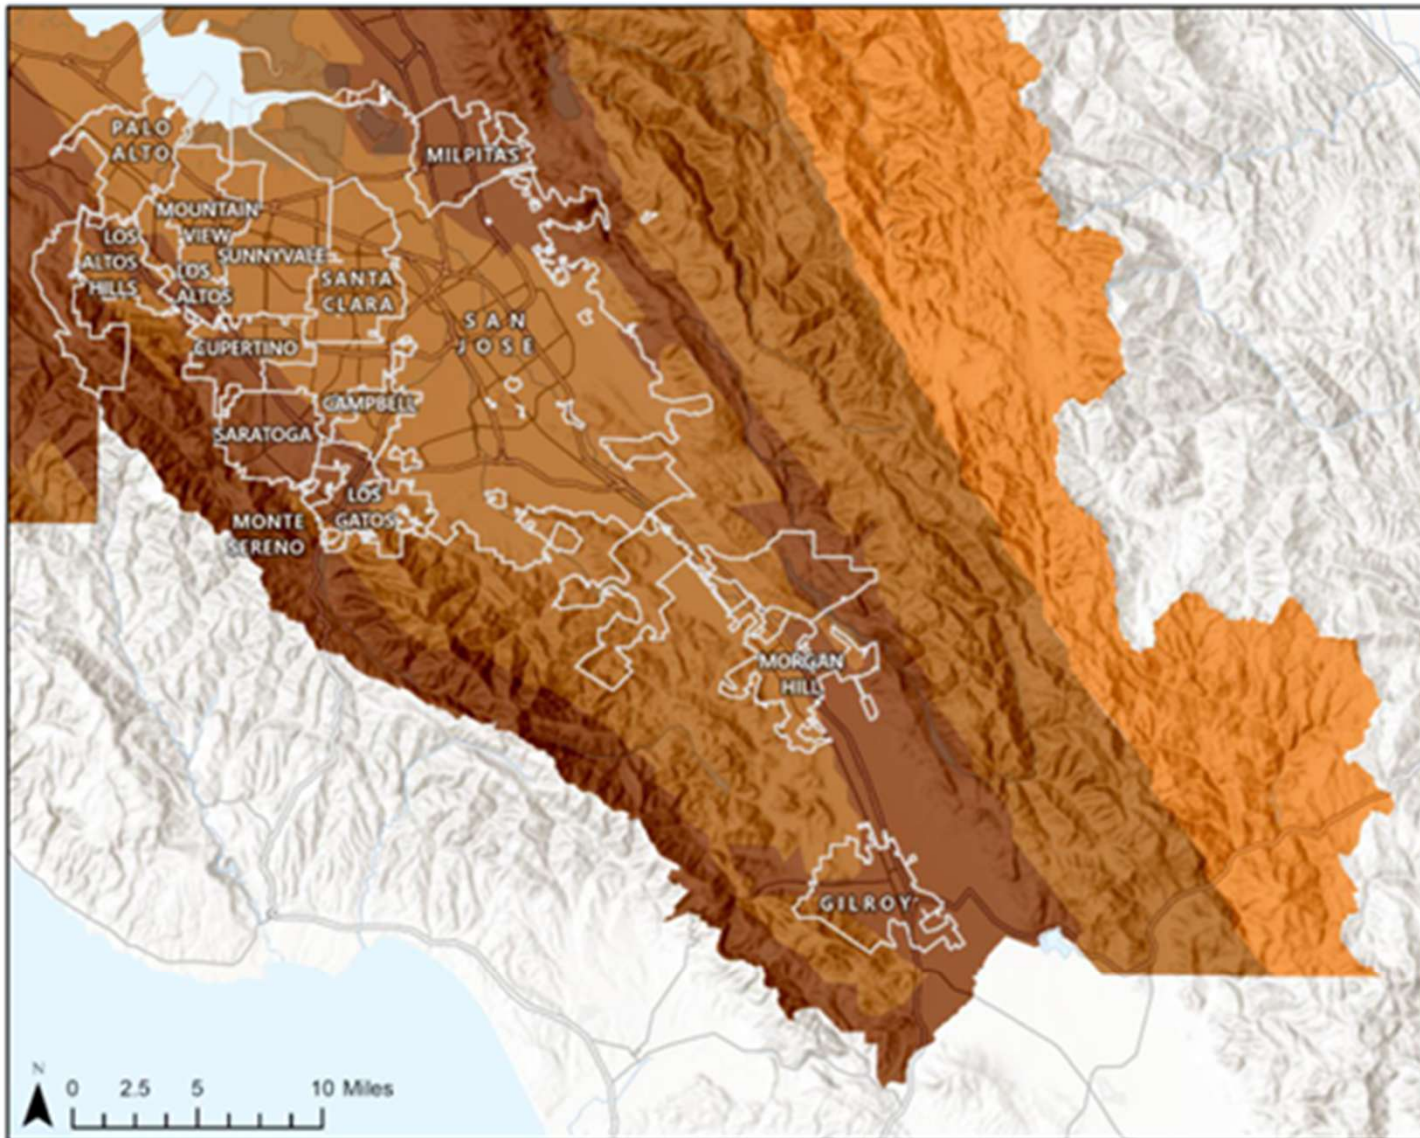 PALO
ALTO
MILPITAS
MOUNTAIN
VIEW
LOS
ALTOS
HILLS
SUNNYVALE
LOS
ALTOS
SANTA
CLARA
SAN
JOSE
CUPERTINO
CAMPBELL
SARATOGA
LOS
GATOS
MONTE
SERENO
MORGAN
HILL
GILROY
N
0 2.5 5 10 Miles